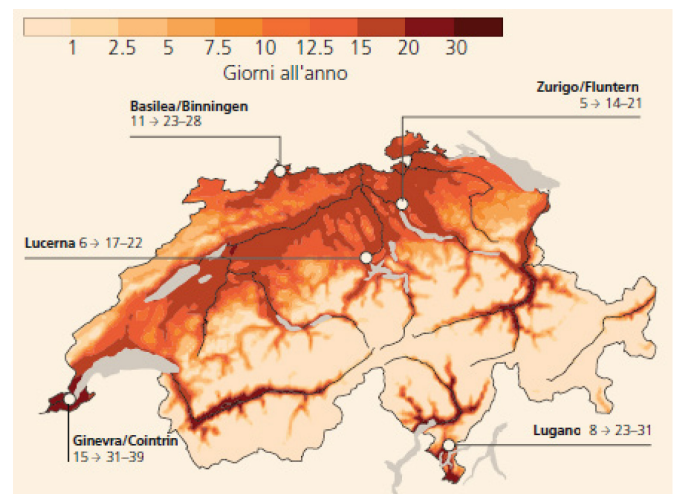 1 2.5 5 7.5 10 12.5 15 20 30
Giorni all'anno
Zurigo/Fluntern
5 → 14–21
Basilea/Binningen
11 → 23–28
Lucerna 6 → 17–22
Lugano 8 → 23–31
Ginevra/Cointrin
15 → 31–39